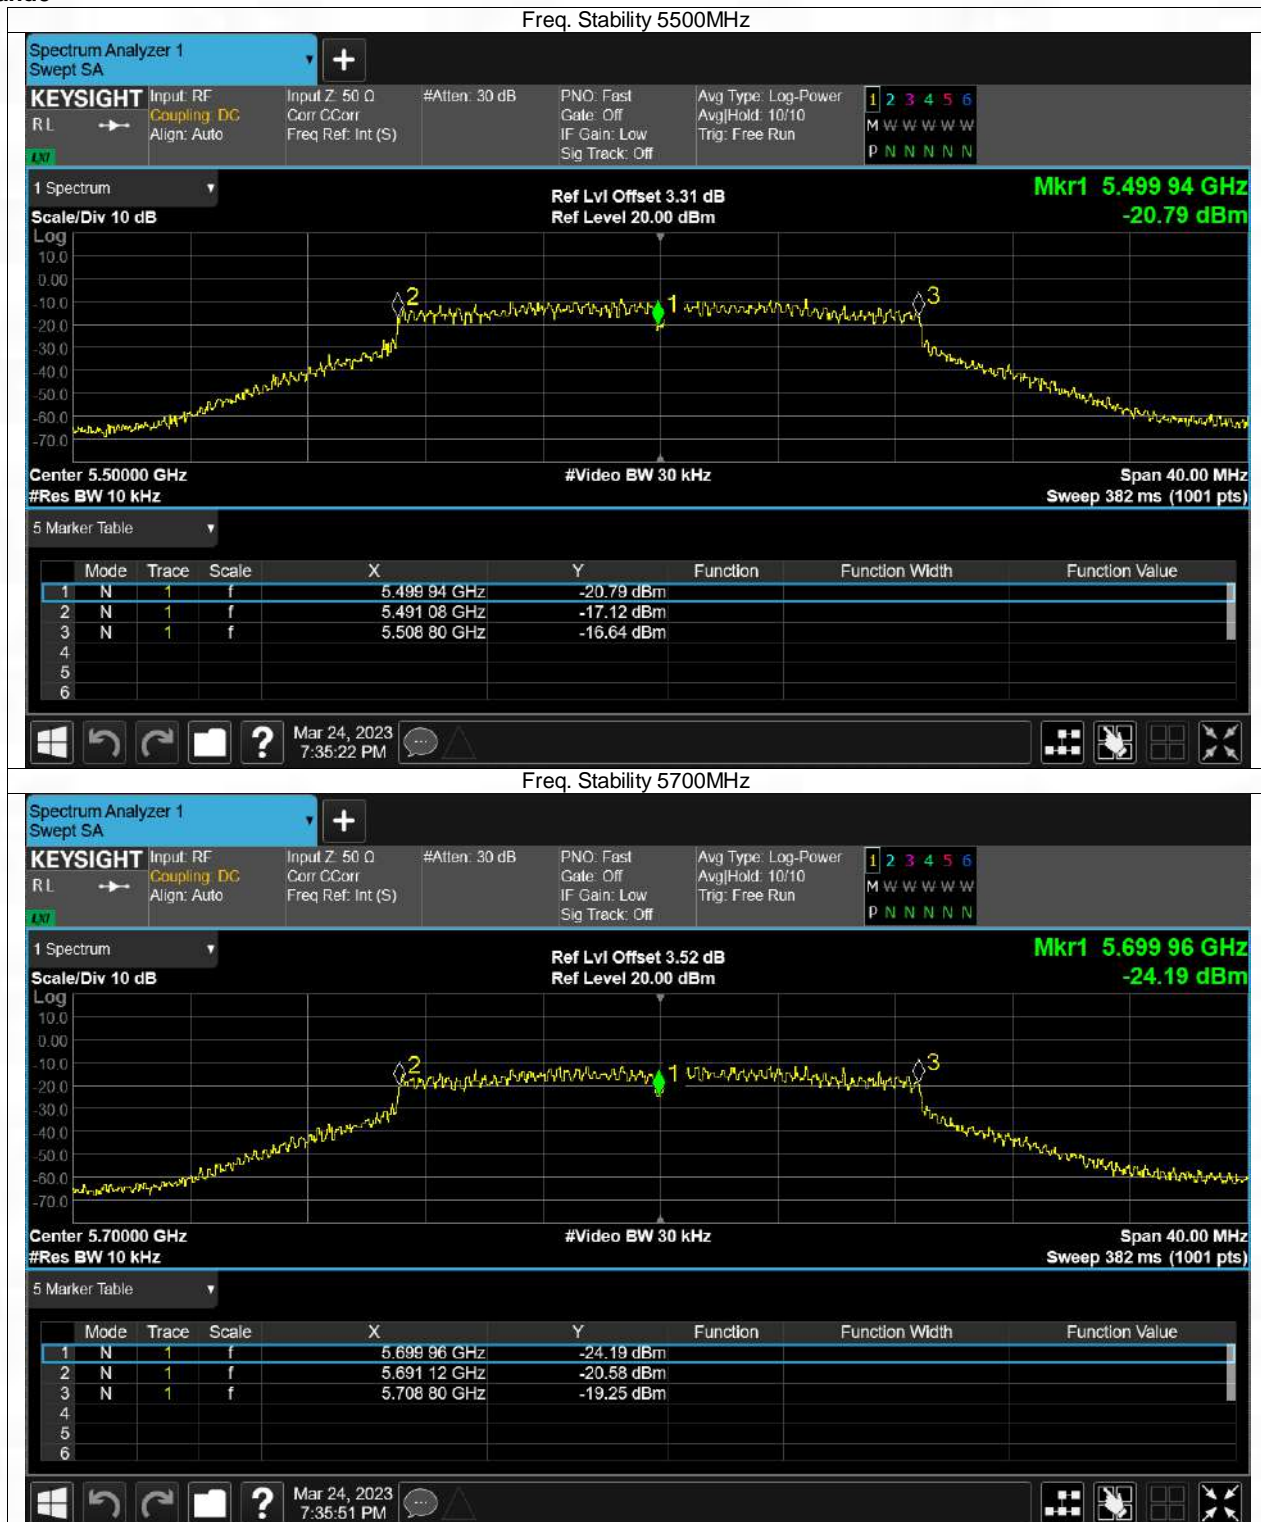 Freq. Stability 5500MHz
Spectrum Analyzer 1
Swept SA
KEYSIGHT
RL
LXI
Input: RF
Coupling: DC
Align: Auto
Input Z: 50 Ω
Corr CCorr
Freq Ref: Int (S)
#Atten: 30 dB
PNO: Fast
Gate: Off
IF Gain: Low
Sig Track: Off
Avg Type: Log-Power
Avg|Hold: 10/10
Trig: Free Run
1 2 3 4 5 6
M W W W W W
P N N N N N
1 Spectrum
Scale/Div 10 dB
Ref Lvl Offset 3.31 dB
Ref Level 20.00 dBm
Mkr1 5.499 94 GHz
-20.79 dBm
Log
10.0
0.00
-10.0
-20.0
-30.0
-40.0
-50.0
-60.0
-70.0
2
1
3
Center 5.50000 GHz
#Res BW 10 kHz
#Video BW 30 kHz
Span 40.00 MHz
Sweep 382 ms (1001 pts)
5 Marker Table
Mode Trace Scale X Y Function Function Width Function Value
1 N 1 f 5.499 94 GHz -20.79 dBm
2 N 1 f 5.491 08 GHz -17.12 dBm
3 N 1 f 5.508 80 GHz -16.64 dBm
4
5
6
?
Mar 24, 2023
7:35:22 PM
Freq. Stability 5700MHz
Spectrum Analyzer 1
Swept SA
KEYSIGHT
RL
LXI
Input: RF
Coupling: DC
Align: Auto
Input Z: 50 Ω
Corr CCorr
Freq Ref: Int (S)
#Atten: 30 dB
PNO: Fast
Gate: Off
IF Gain: Low
Sig Track: Off
Avg Type: Log-Power
Avg|Hold: 10/10
Trig: Free Run
1 2 3 4 5 6
M W W W W W
P N N N N N
1 Spectrum
Scale/Div 10 dB
Ref Lvl Offset 3.52 dB
Ref Level 20.00 dBm
Mkr1 5.699 96 GHz
-24.19 dBm
Log
10.0
0.00
-10.0
-20.0
-30.0
-40.0
-50.0
-60.0
-70.0
2
1
3
Center 5.70000 GHz
#Res BW 10 kHz
#Video BW 30 kHz
Span 40.00 MHz
Sweep 382 ms (1001 pts)
5 Marker Table
Mode Trace Scale X Y Function Function Width Function Value
1 N 1 f 5.699 96 GHz -24.19 dBm
2 N 1 f 5.691 12 GHz -20.58 dBm
3 N 1 f 5.708 80 GHz -19.25 dBm
4
5
6
?
Mar 24, 2023
7:35:51 PM